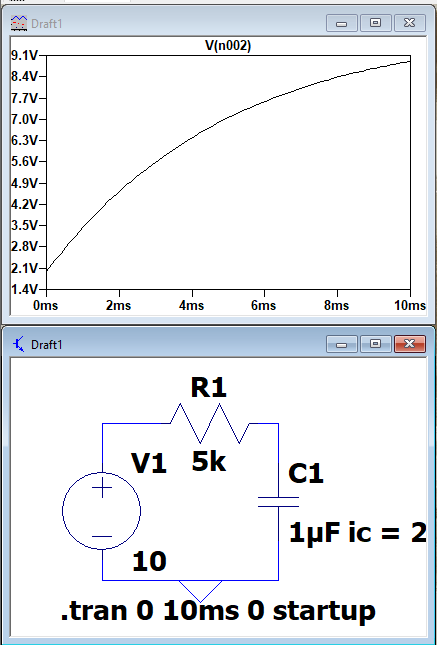 Draft1
V(n002)
9.1V
8.4V
7.7V
7.0V
6.3V
5.6V
4.9V
4.2V
3.5V
2.8V
2.1V
1.4V
0ms 2ms 4ms 6ms 8ms 10ms
Draft1
R1
V1 5k C1
1µF ic = 2
10
.tran 0 10ms 0 startup